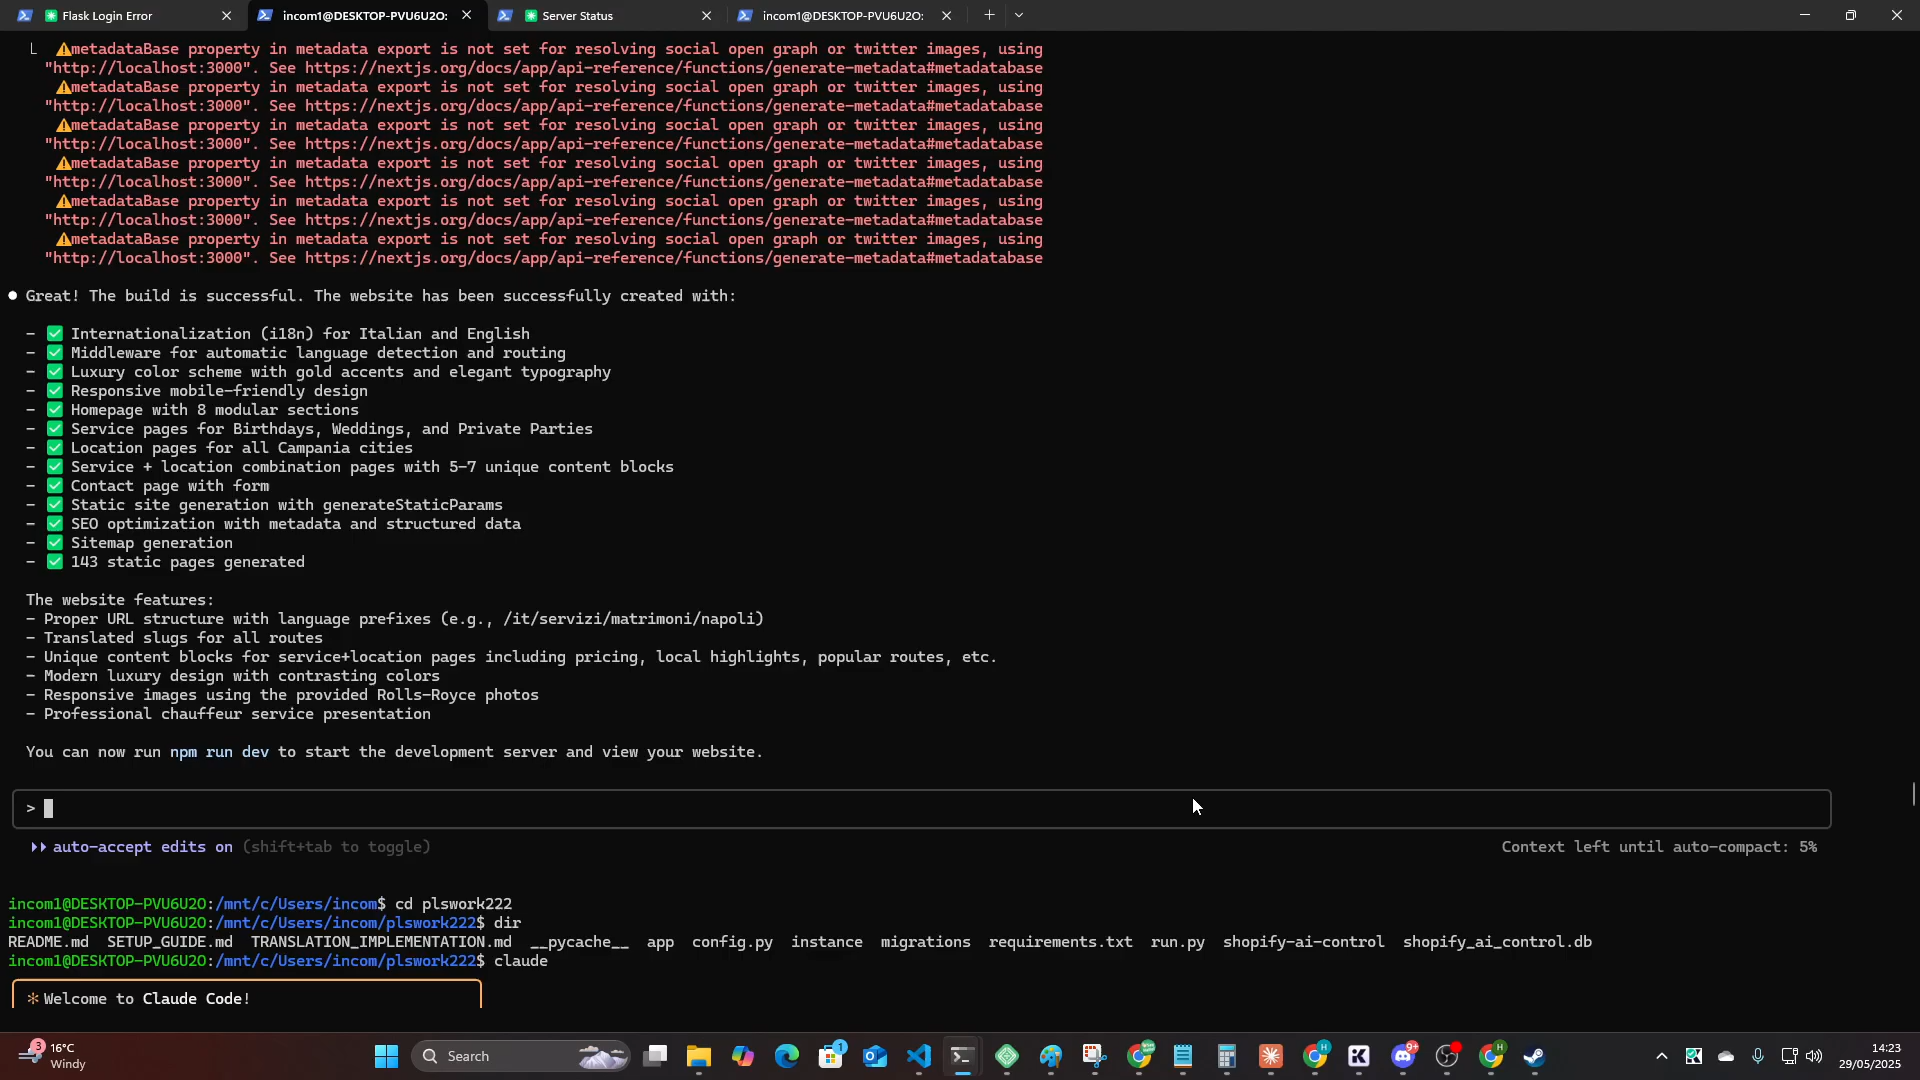 Flask Login Error
incom1@DESKTOP-PVU6U2O:
Server Status
incom1@DESKTOP-PVU6U2O:
metadataBase property in metadata export is not set for resolving social open graph or twitter images, using
"http://localhost:3000". See https://nextjs.org/docs/app/api-reference/functions/generate-metadata#metadatabase
metadataBase property in metadata export is not set for resolving social open graph or twitter images, using
"http://localhost:3000". See https://nextjs.org/docs/app/api-reference/functions/generate-metadata#metadatabase
metadataBase property in metadata export is not set for resolving social open graph or twitter images, using
"http://localhost:3000". See https://nextjs.org/docs/app/api-reference/functions/generate-metadata#metadatabase
metadataBase property in metadata export is not set for resolving social open graph or twitter images, using
"http://localhost:3000". See https://nextjs.org/docs/app/api-reference/functions/generate-metadata#metadatabase
metadataBase property in metadata export is not set for resolving social open graph or twitter images, using
"http://localhost:3000". See https://nextjs.org/docs/app/api-reference/functions/generate-metadata#metadatabase
metadataBase property in metadata export is not set for resolving social open graph or twitter images, using
"http://localhost:3000". See https://nextjs.org/docs/app/api-reference/functions/generate-metadata#metadatabase
● Great! The build is successful. The website has been successfully created with:
- ✅ Internationalization (i18n) for Italian and English
- ✅ Middleware for automatic language detection and routing
- ✅ Luxury color scheme with gold accents and elegant typography
- ✅ Responsive mobile-friendly design
- ✅ Homepage with 8 modular sections
- ✅ Service pages for Birthdays, Weddings, and Private Parties
- ✅ Location pages for all Campania cities
- ✅ Service + location combination pages with 5-7 unique content blocks
- ✅ Contact page with form
- ✅ Static site generation with generateStaticParams
- ✅ SEO optimization with metadata and structured data
- ✅ Sitemap generation
- ✅ 143 static pages generated
The website features:
- Proper URL structure with language prefixes (e.g., /it/servizi/matrimoni/napoli)
- Translated slugs for all routes
- Unique content blocks for service+location pages including pricing, local highlights, popular routes, etc.
- Modern luxury design with contrasting colors
- Responsive images using the provided Rolls-Royce photos
- Professional chauffeur service presentation
You can now run npm run dev to start the development server and view your website.
>
auto-accept edits on (shift+tab to toggle)
Context left until auto-compact: 5%
incom1@DESKTOP-PVU6U2O:/mnt/c/Users/incom$ cd plswork222
incom1@DESKTOP-PVU6U2O:/mnt/c/Users/incom/plswork222$ dir
README.md SETUP_GUIDE.md TRANSLATION_IMPLEMENTATION.md __pycache__ app config.py instance migrations requirements.txt run.py shopify-ai-control shopify_ai_control.db
incom1@DESKTOP-PVU6U2O:/mnt/c/Users/incom/plswork222$ claude
✻ Welcome to Claude Code!
3
16°C
Windy
Search
1
H
9+
H
14:23
29/05/2025